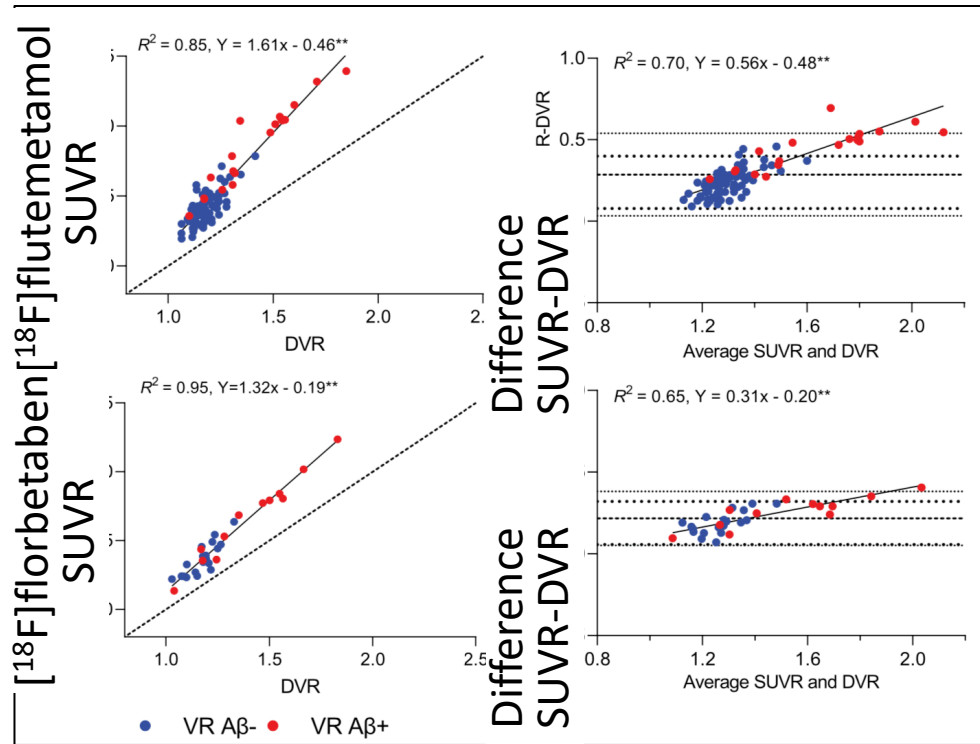 R² = 0.85, Y = 1.61x - 0.46**
[¹⁸F]flutemetamol
SUVR
1.0
1.5
2.0
2.
DVR
R² = 0.70, Y = 0.56x - 0.48**
1.0
0.5
R-DVR
Difference
SUVR-DVR
0.8
1.2
1.6
2.0
Average SUVR and DVR
R² = 0.95, Y=1.32x - 0.19**
[¹⁸F]florbetaben
SUVR
1.0
1.5
2.0
2.5
DVR
R² = 0.65, Y = 0.31x - 0.20**
Difference
SUVR-DVR
0.8
1.2
1.6
2.0
Average SUVR and DVR
VR Aβ-
VR Aβ+